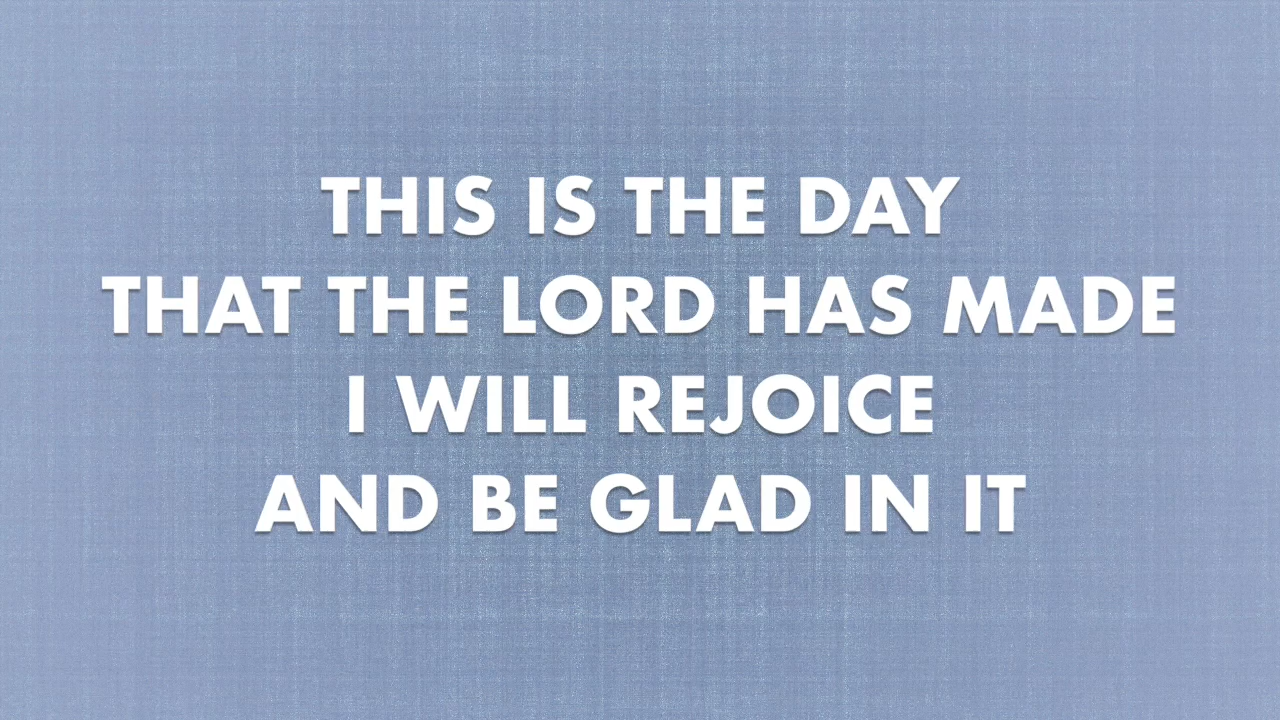 THIS IS THE DAY
THAT THE LORD HAS MADE
I WILL REJOICE
AND BE GLAD IN IT